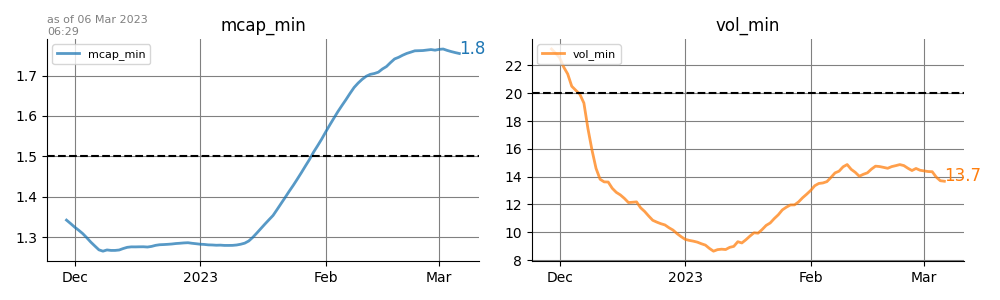 as of 06 Mar 2023
06:29
mcap_min
mcap_min
1.8
1.7
1.6
1.5
1.4
1.3
Dec
2023
Feb
Mar
vol_min
vol_min
22
20
18
16
14
12
10
8
13.7
Dec
2023
Feb
Mar